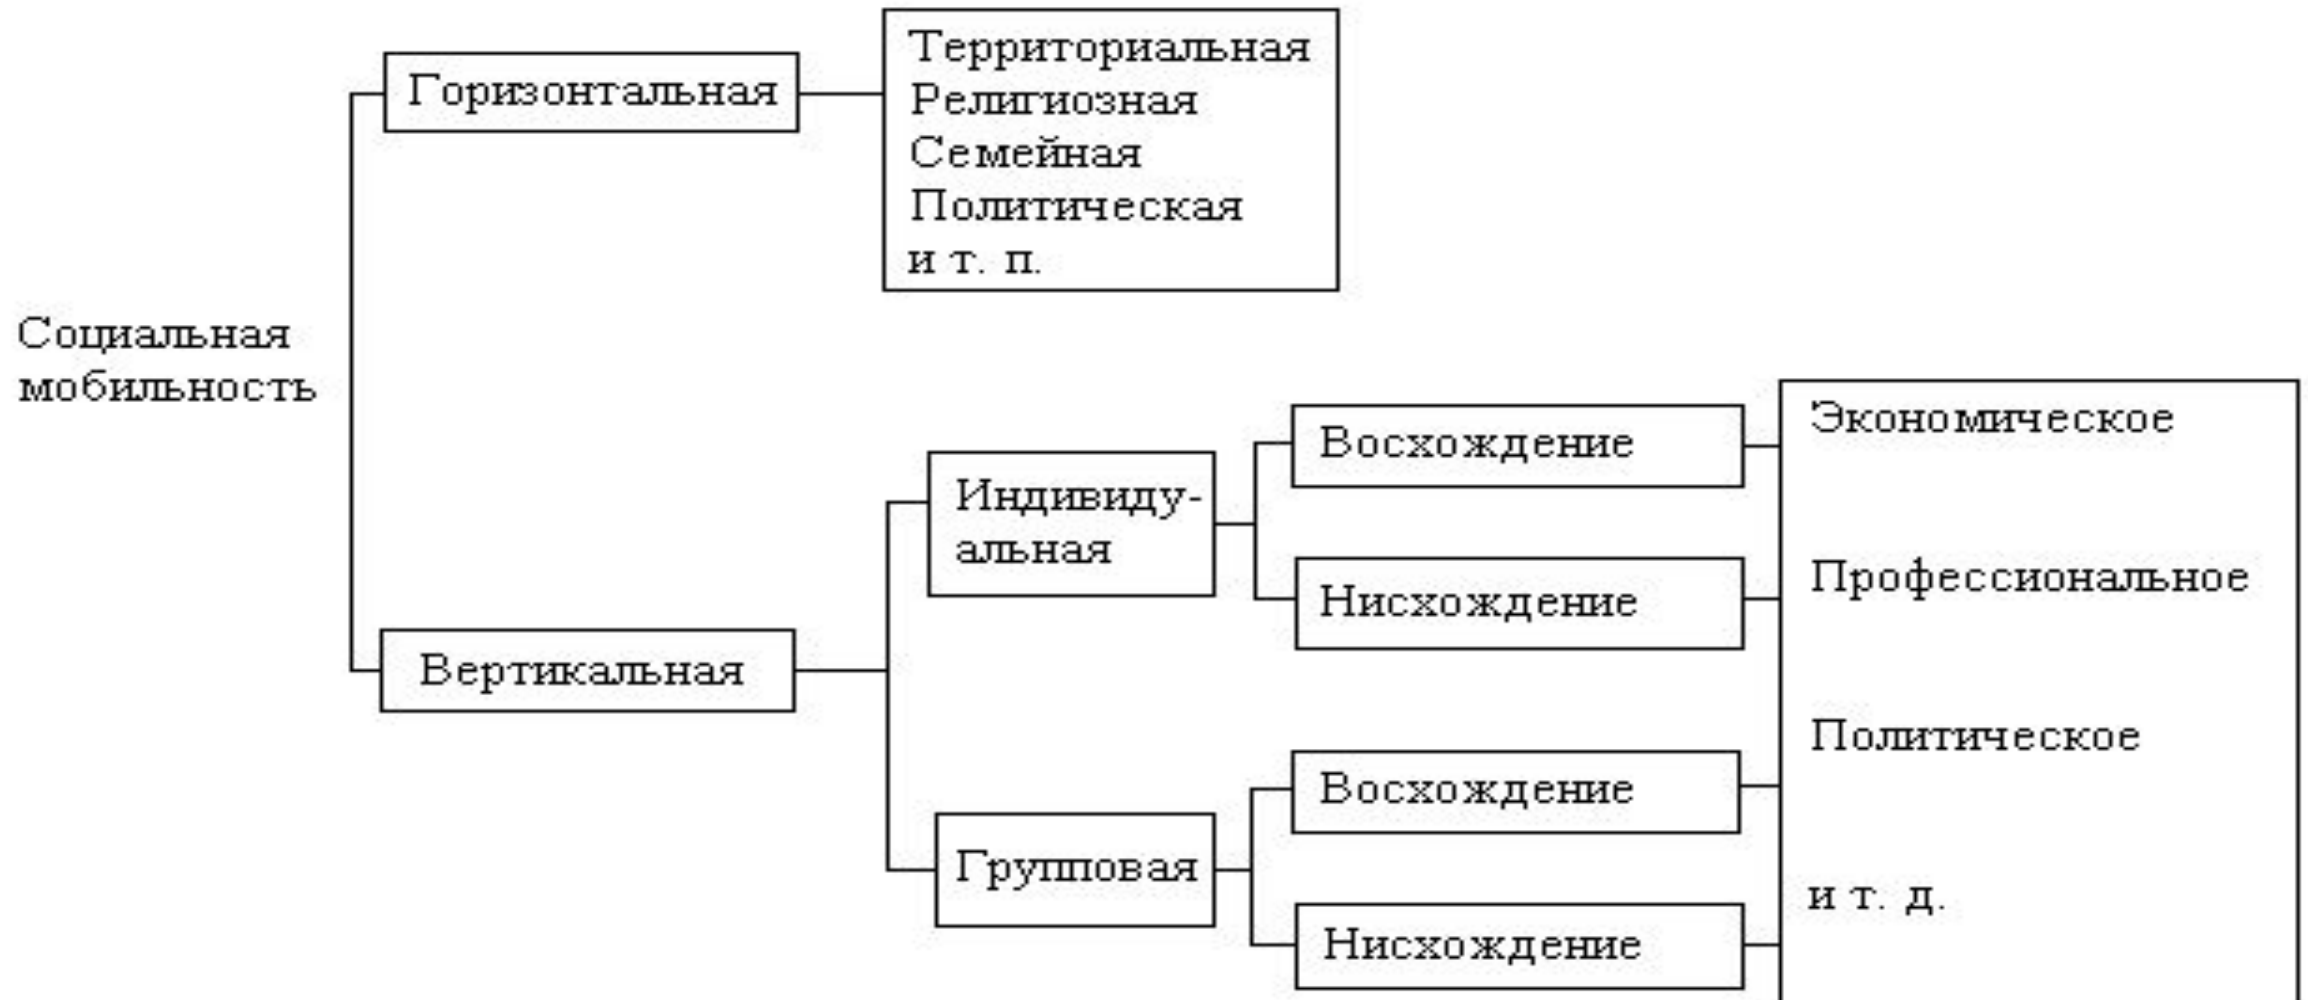 Социальная
мобильность
Горизонтальная
Территориальная
Религиозная
Семейная
Политическая
и т. п.
Вертикальная
Индивиду-
альная
Восхождение
Нисхождение
Групповая
Восхождение
Нисхождение
Экономическое
Профессиональное
Политическое
и т. д.